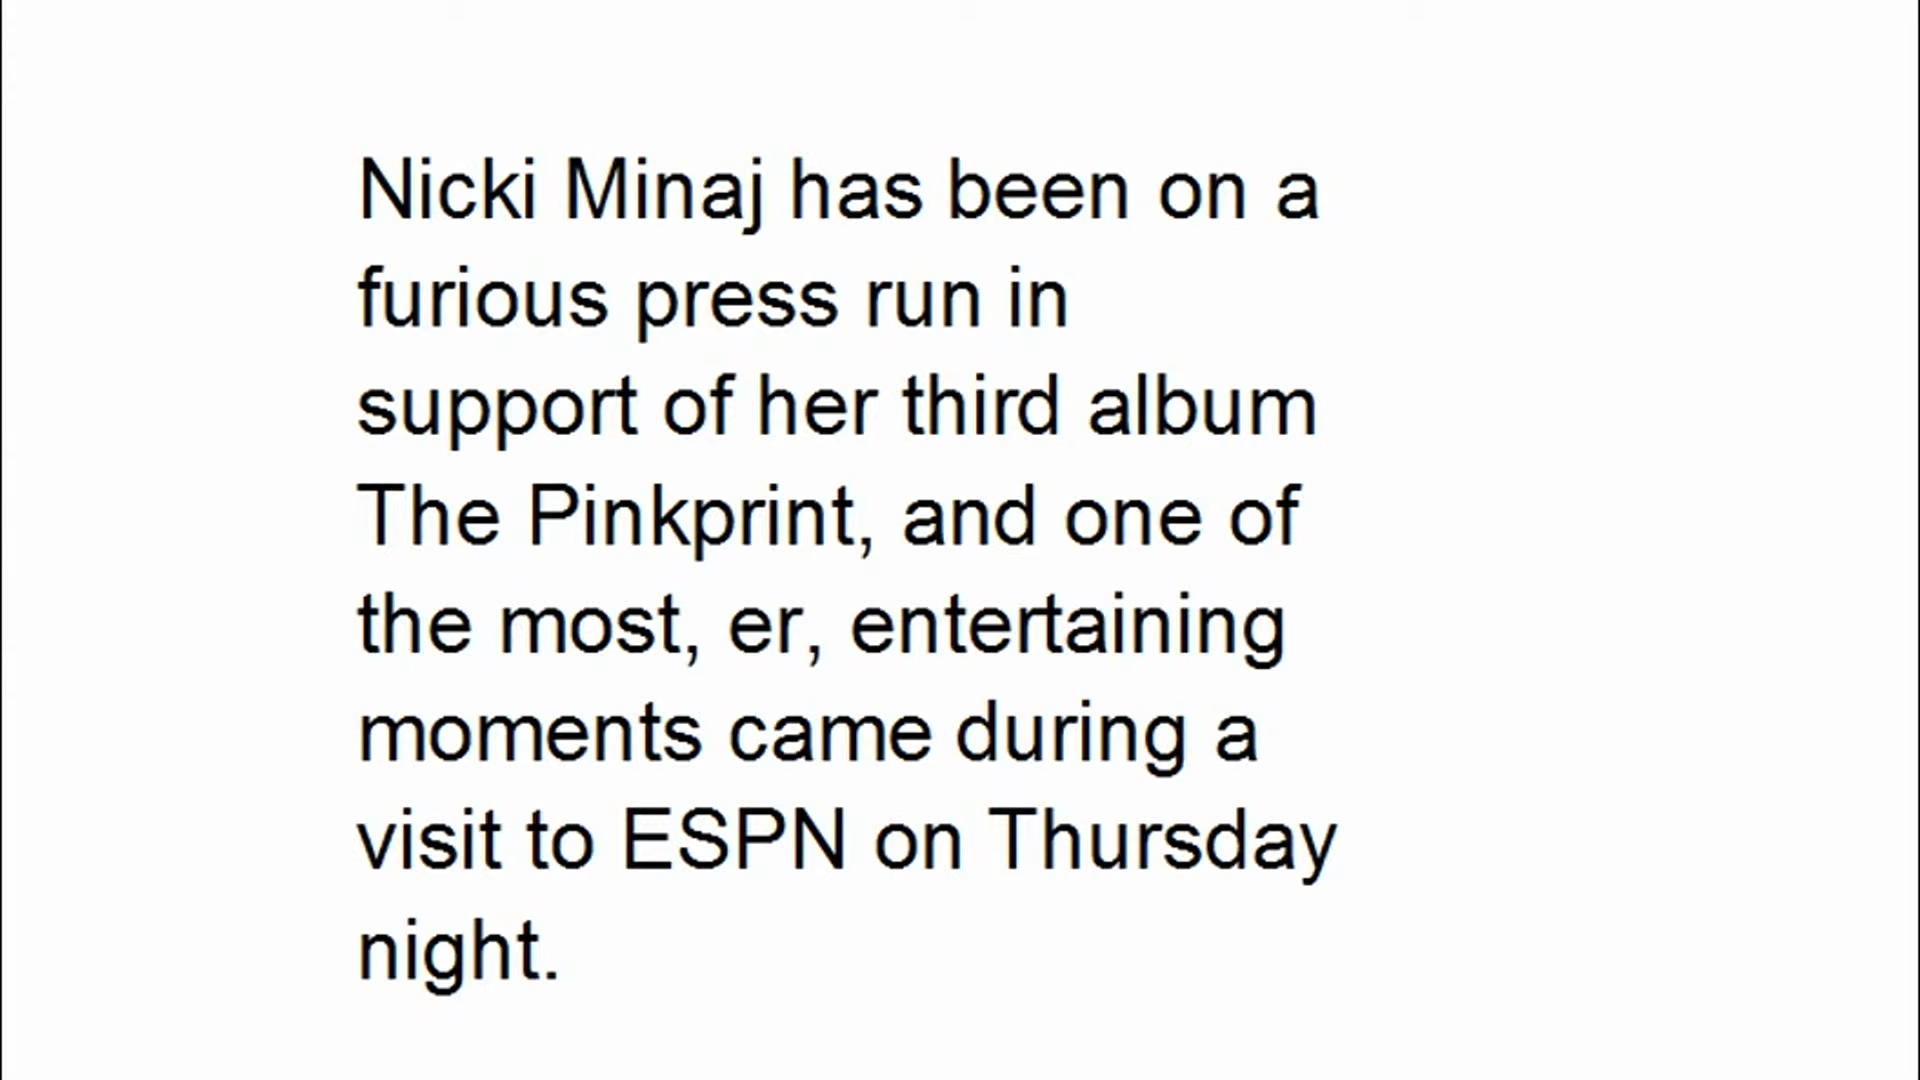 Nicki Minaj has been on a
furious press run in
support of her third album
The Pinkprint, and one of
the most, er, entertaining
moments came during a
visit to ESPN on Thursday
night.